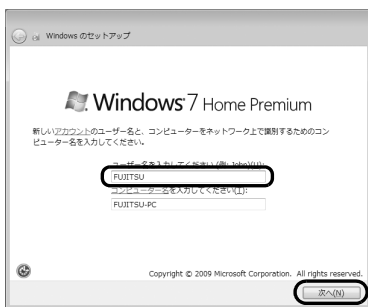 Windows のセットアップ
Windows 7 Home Premium
新しいアカウントのユーザー名と、コンピューターをネットワーク上で識別するためのコン
ピューター名を入力してください。
ユーザー名を入力してください (例: John)(U):
FUJITSU
コンピューター名を入力してください(T):
FUJITSU-PC
Copyright © 2009 Microsoft Corporation. All rights reserved.
次へ(N)